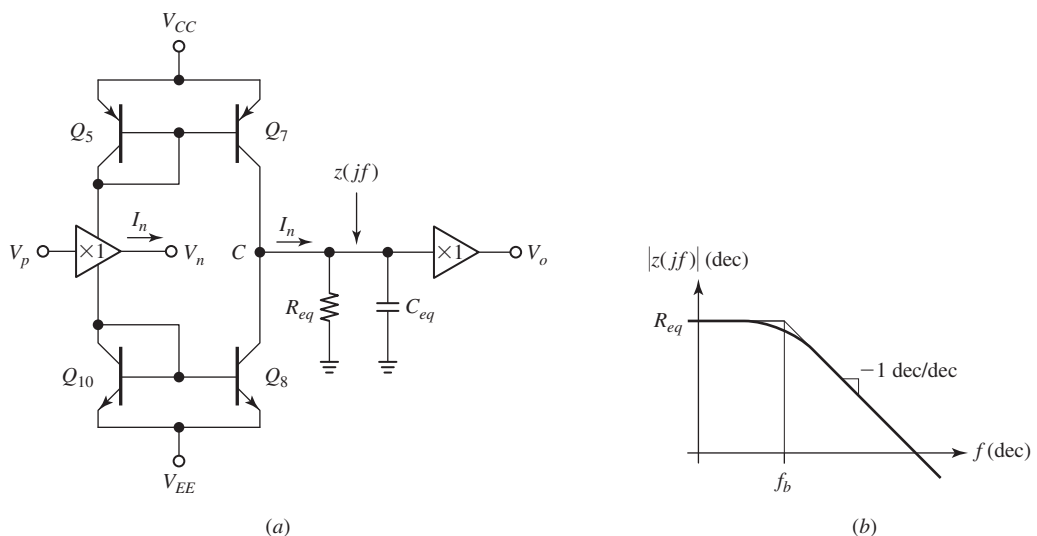 V_CC
Q_5
Q_7
z(jf)
I_n
V_p
×1
V_n
C
I_n
×1
V_o
R_eq
C_eq
Q_10
Q_8
V_EE
(a)
|z(jf)| (dec)
R_eq
−1 dec/dec
f (dec)
f_b
(b)